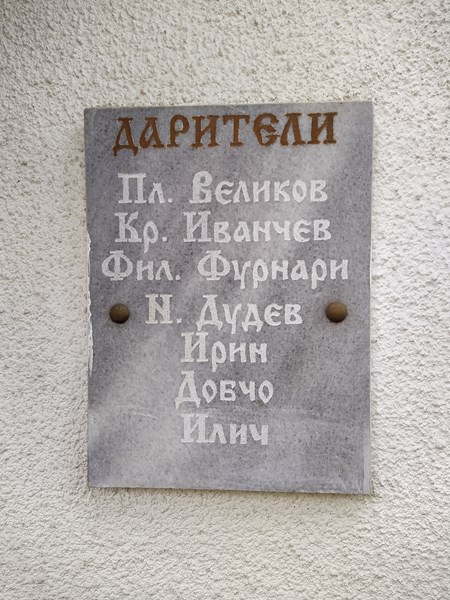 ДАРИТЕЛИ
Пл. Великов
Кр. Иванчев
Фил. Фурнари
N. Дудев
Ирин
Довчо
Илич